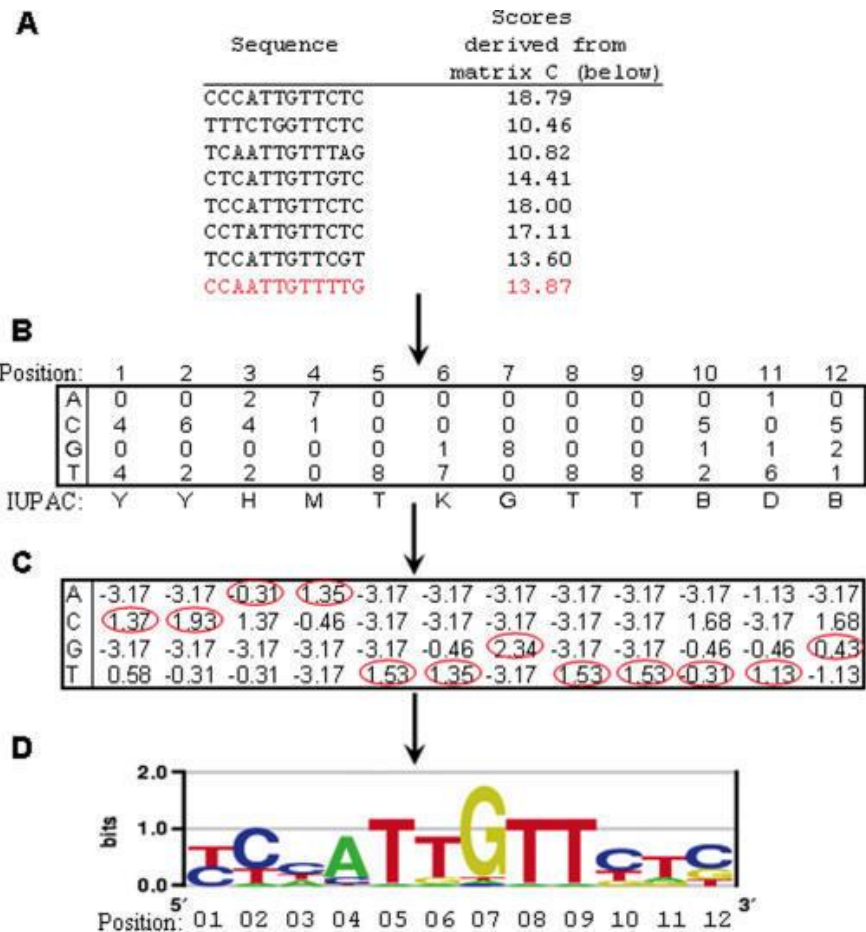 A
Scores
Sequence derived from
matrix C (below)
CCCATTGTTCTC 18.79
TTTCTGGTTCTC 10.46
TCAATTGTTTAG 10.82
CTCATTGTTGTC 14.41
TCCATTGTTCTC 18.00
CCTATTGTTCTC 17.11
TCCATTGTTCGT 13.60
CCAATTGTTTTG 13.87
B
Position: 1 2 3 4 5 6 7 8 9 10 11 12
A 0 0 2 7 0 0 0 0 0 0 1 0
C 4 6 4 1 0 0 0 0 0 5 0 5
G 0 0 0 0 0 1 8 0 0 1 1 2
T 4 2 2 0 8 7 0 8 8 2 6 1
IUPAC: Y Y H M T K G T T B D B
C
A -3.17 -3.17 -0.31 1.35 -3.17 -3.17 -3.17 -3.17 -3.17 -3.17 -1.13 -3.17
C 1.37 1.93 1.37 -0.46 -3.17 -3.17 -3.17 -3.17 -3.17 1.68 -3.17 1.68
G -3.17 -3.17 -3.17 -3.17 -3.17 -0.46 2.34 -3.17 -3.17 -0.46 -0.46 0.43
T 0.58 -0.31 -0.31 -3.17 1.53 1.35 -3.17 1.53 1.53 -0.31 1.13 -1.13
D
2.0
bits
1.0
TCCATTGTTCTC
0.0
5′ 3′
Position: 01 02 03 04 05 06 07 08 09 10 11 12